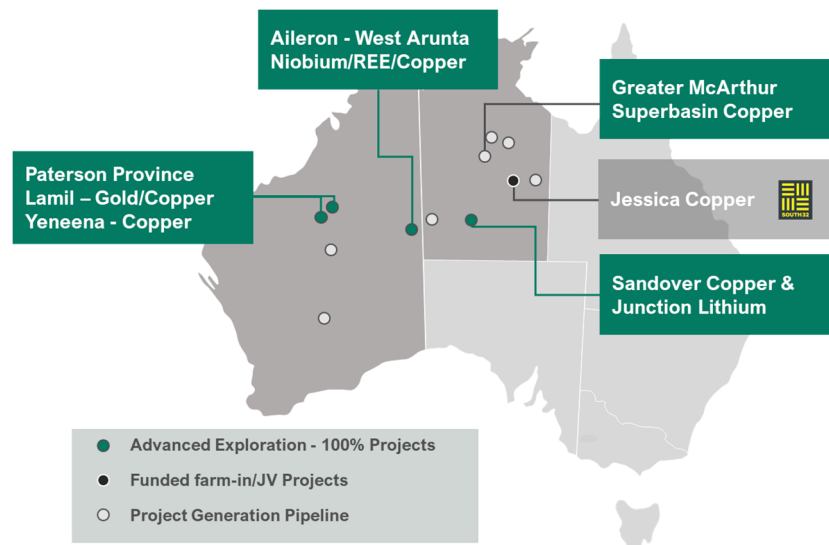 Aileron - West Arunta
Niobium/REE/Copper
Greater McArthur
Superbasin Copper
Paterson Province
Lamil – Gold/Copper
Yeneena - Copper
Jessica Copper
SOUTH32
Sandover Copper &
Junction Lithium
Advanced Exploration - 100% Projects
Funded farm-in/JV Projects
Project Generation Pipeline